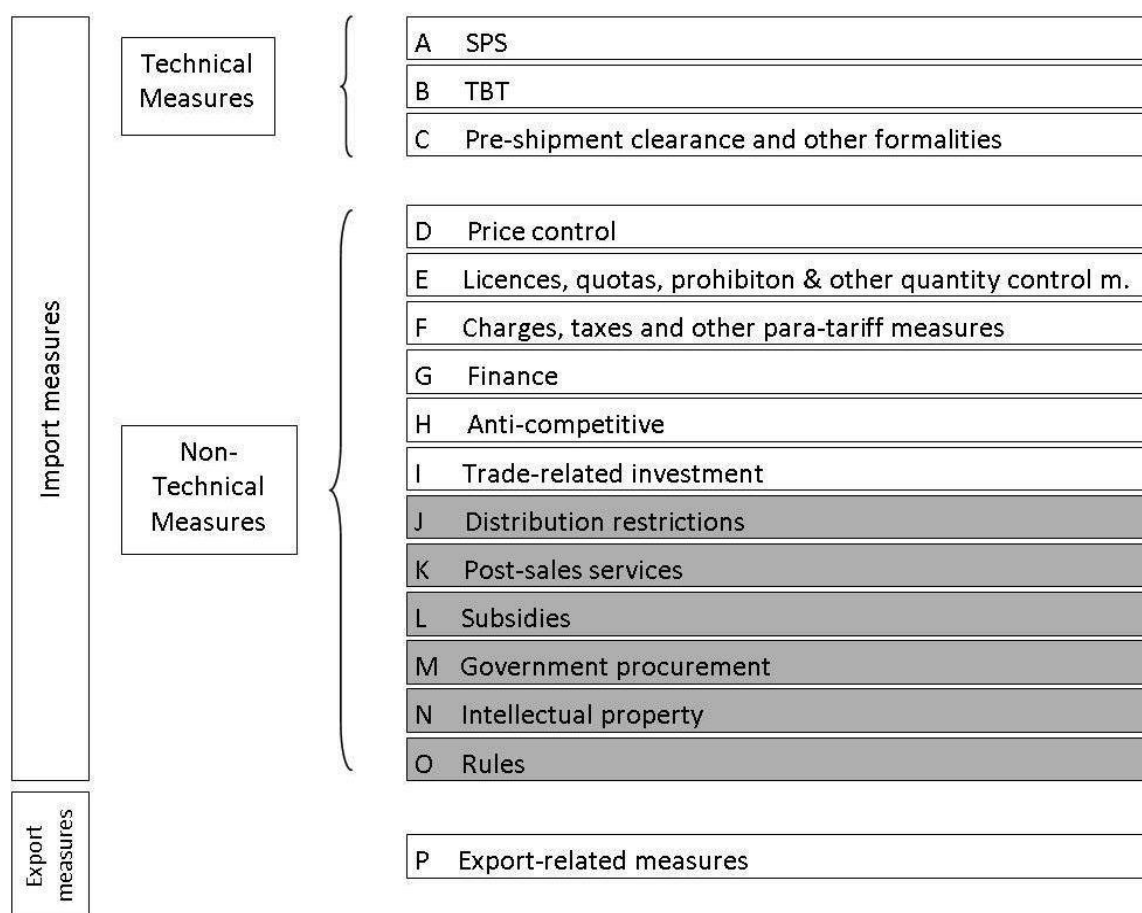 Import measures
Technical
Measures
A SPS
B TBT
C Pre-shipment clearance and other formalities
Non-
Technical
Measures
D Price control
E Licences, quotas, prohibiton & other quantity control m.
F Charges, taxes and other para-tariff measures
G Finance
H Anti-competitive
I Trade-related investment
J Distribution restrictions
K Post-sales services
L Subsidies
M Government procurement
N Intellectual property
O Rules
Export
measures
P Export-related measures